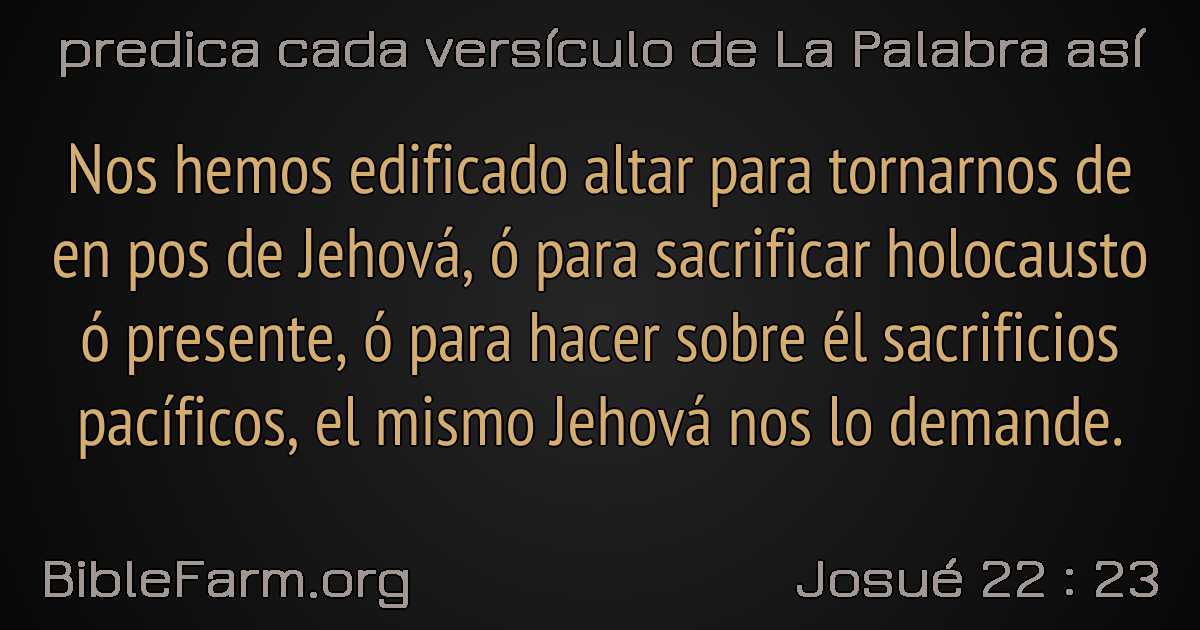 predica cada versículo de La Palabra así
Nos hemos edificado altar para tornarnos de
en pos de Jehová, ó para sacrificar holocausto
ó presente, ó para hacer sobre él sacrificios
pacíficos, el mismo Jehová nos lo demande.
BibleFarm.org
Josué 22 : 23